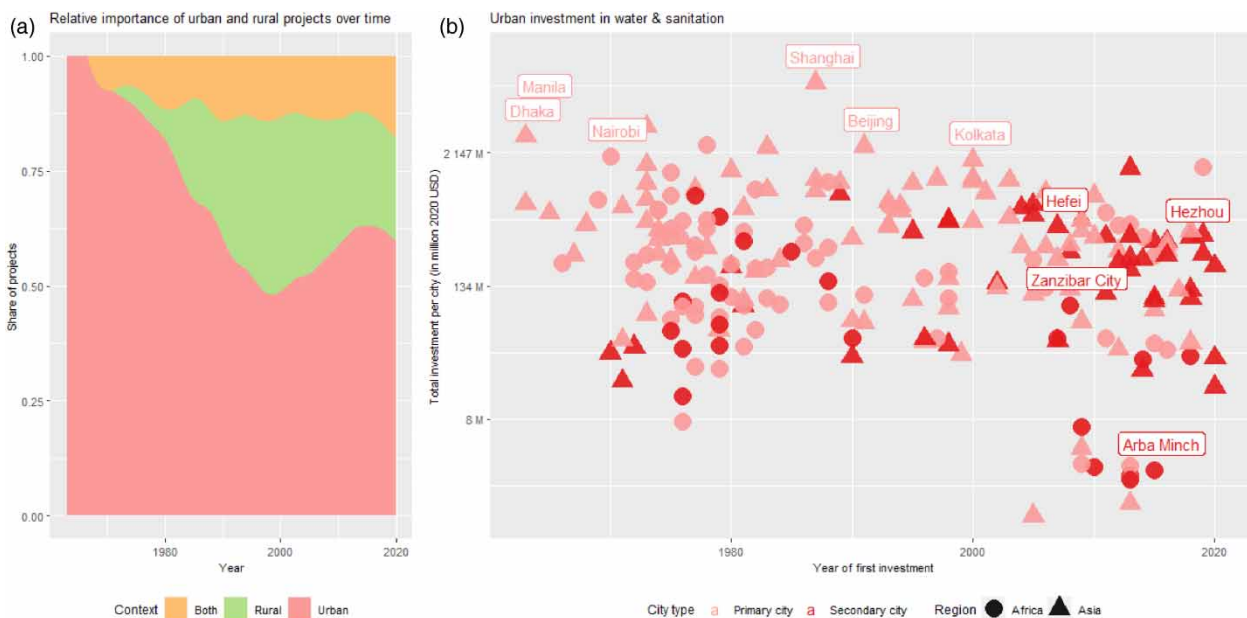 (a)
Relative importance of urban and rural projects over time
1.00
0.75
0.50
0.25
0.00
Share of projects
1980
2000
2020
Year
Context
Both
Rural
Urban
(b)
Urban investment in water & sanitation
Shanghai
Manila
Dhaka
Nairobi
Beijing
Kolkata
Hefei
Hezhou
Zanzibar City
Arba Minch
2 147 M
134 M
8 M
Total investment per city (in million 2020 USD)
1980
2000
2020
Year of first investment
City type
a Primary city
a Secondary city
Region
Africa
Asia